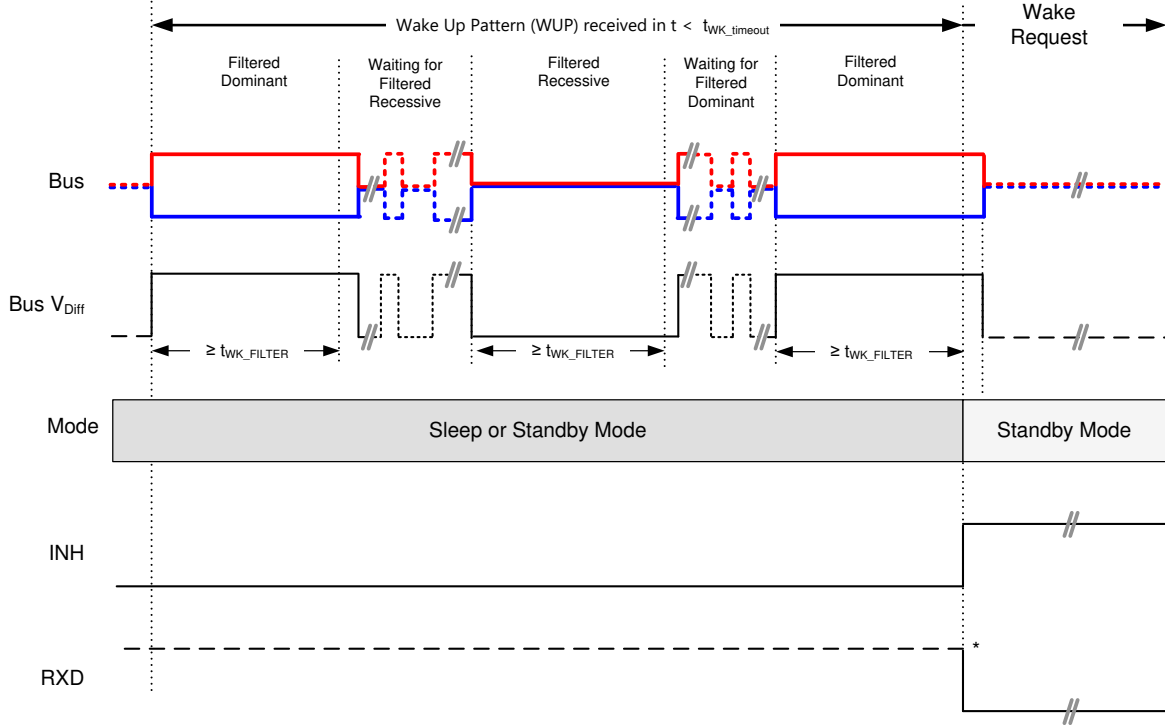 Wake Up Pattern (WUP) received in t < tWK_timeout
Wake
Request
Filtered
Dominant
Waiting for
Filtered
Recessive
Filtered
Recessive
Waiting for
Filtered
Dominant
Filtered
Dominant
Bus
Bus VDiff
≥ tWK_FILTER
≥ tWK_FILTER
≥ tWK_FILTER
Mode
Sleep or Standby Mode
Standby Mode
INH
*
RXD